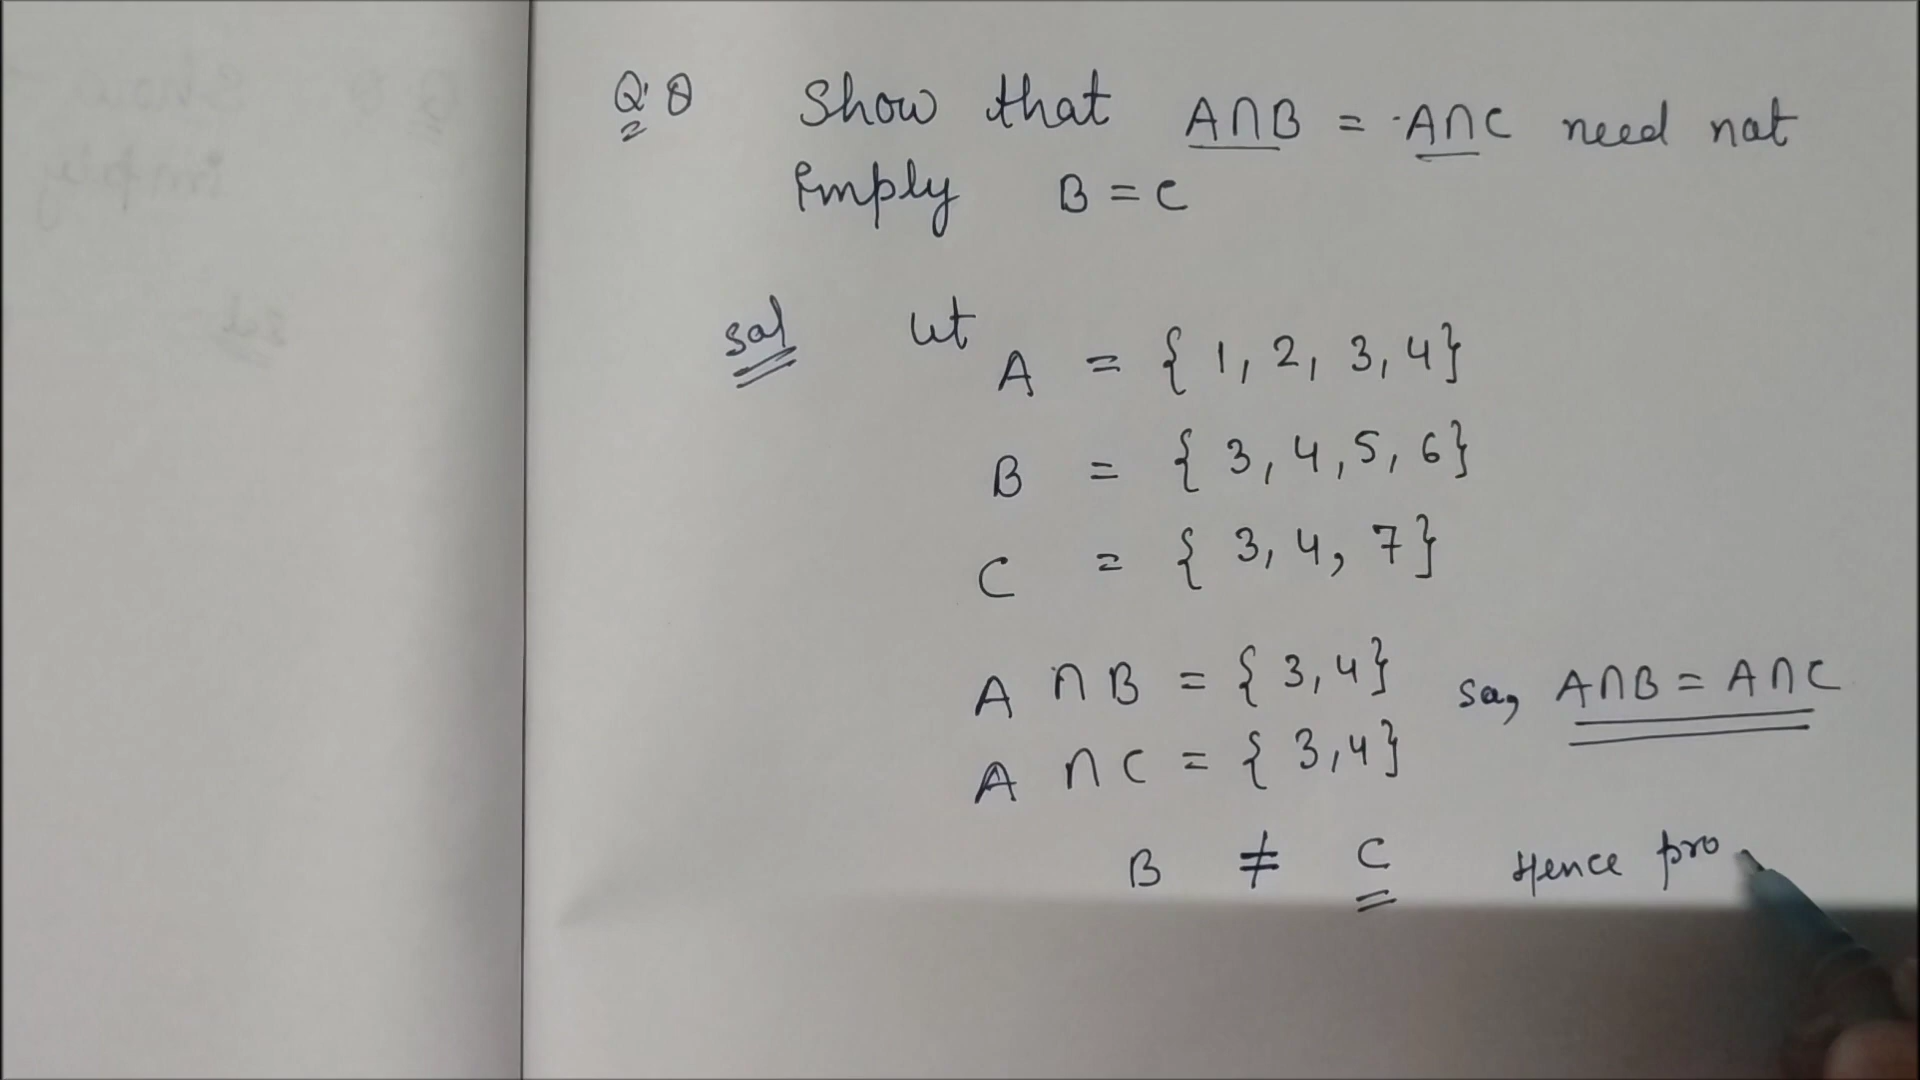 Q. 8 Show that A∩B = A∩C need not
imply B = C
Sol Let
A = { 1, 2, 3, 4}
B = { 3, 4, 5, 6}
C = { 3, 4, 7}
A ∩ B = { 3, 4} So, A∩B = A∩C
A ∩ C = { 3, 4}
B ≠ C Hence pro